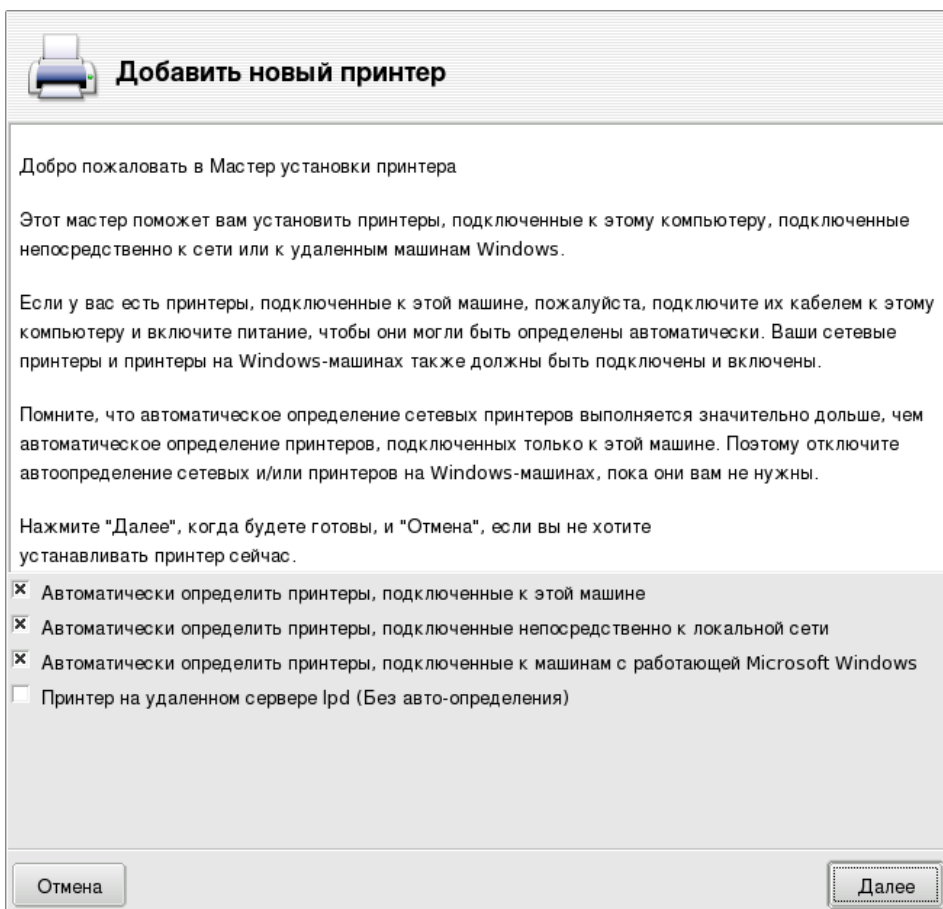 Добавить новый принтер
Добро пожаловать в Мастер установки принтера
Этот мастер поможет вам установить принтеры, подключенные к этому компьютеру, подключенные
непосредственно к сети или к удаленным машинам Windows.
Если у вас есть принтеры, подключенные к этой машине, пожалуйста, подключите их кабелем к этому
компьютеру и включите питание, чтобы они могли быть определены автоматически. Ваши сетевые
принтеры и принтеры на Windows-машинах также должны быть подключены и включены.
Помните, что автоматическое определение сетевых принтеров выполняется значительно дольше, чем
автоматическое определение принтеров, подключенных только к этой машине. Поэтому отключите
автоопределение сетевых и/или принтеров на Windows-машинах, пока они вам не нужны.
Нажмите "Далее", когда будете готовы, и "Отмена", если вы не хотите
устанавливать принтер сейчас.
Автоматически определить принтеры, подключенные к этой машине
Автоматически определить принтеры, подключенные непосредственно к локальной сети
Автоматически определить принтеры, подключенные к машинам с работающей Microsoft Windows
Принтер на удаленном сервере lpd (Без авто-определения)
Отмена
Далее